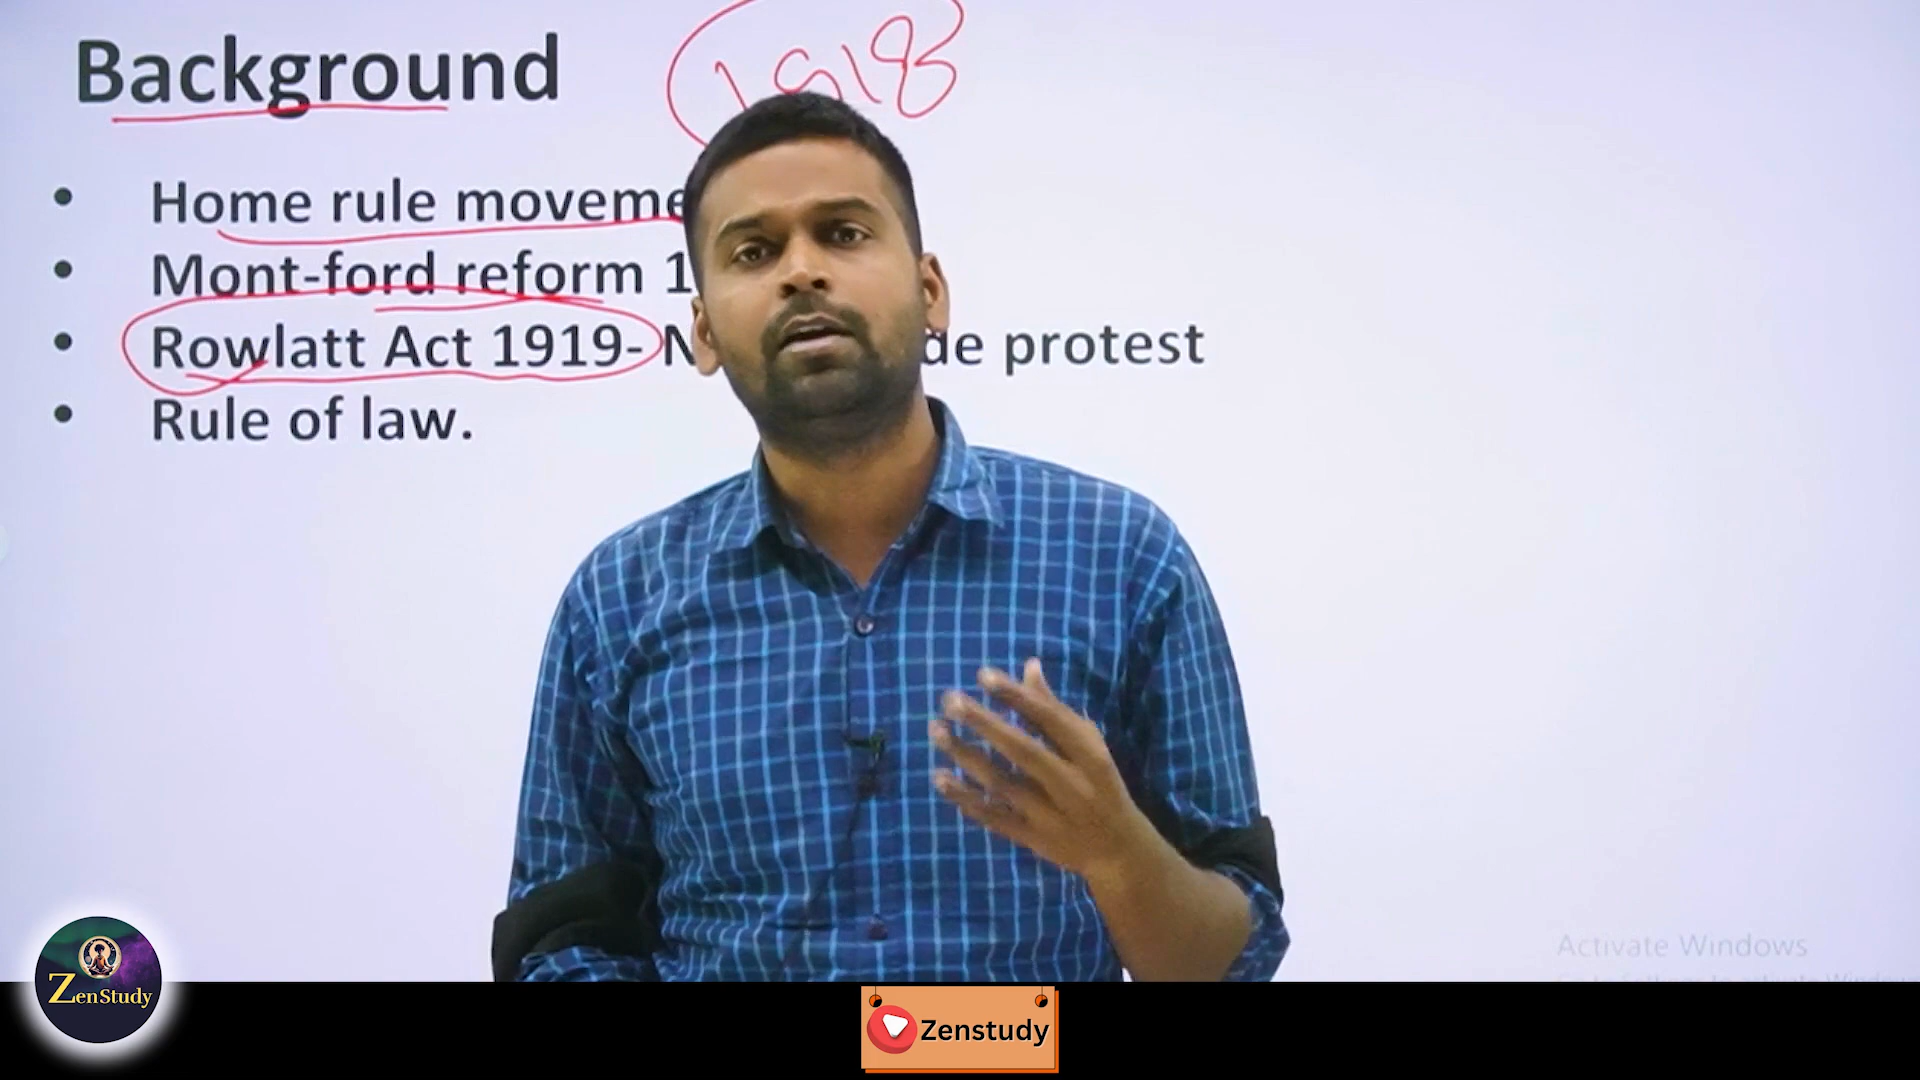 Background
1918
• Home rule moveme
• Mont-ford reform 1
• Rowlatt Act 1919- N de protest
• Rule of law.
Activate Windows
ZenStudy
Zenstudy